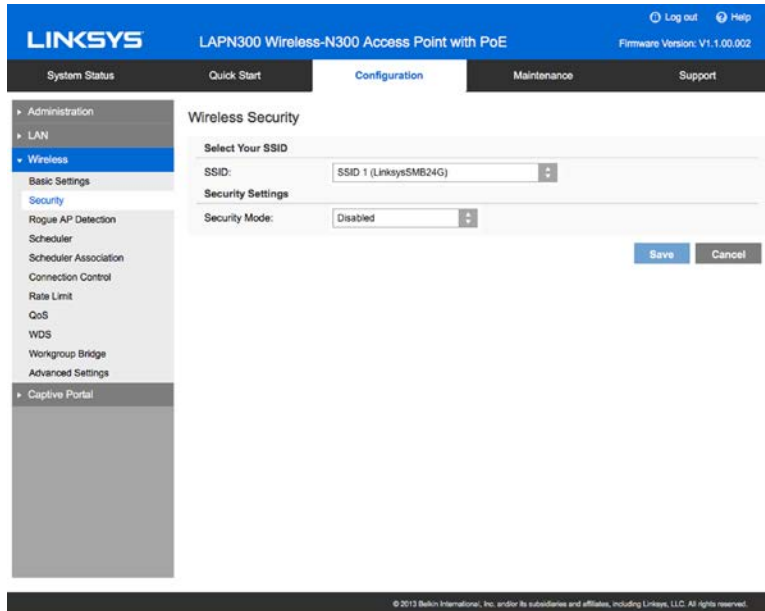 Log out Help
LINKSYS LAPN300 Wireless-N300 Access Point with PoE Firmware Version: V1.1.00.002
System Status Quick Start Configuration Maintenance Support
Administration
LAN
Wireless
Basic Settings
Security
Rogue AP Detection
Scheduler
Scheduler Association
Connection Control
Rate Limit
QoS
WDS
Workgroup Bridge
Advanced Settings
Captive Portal
Wireless Security
Select Your SSID
SSID: SSID 1 (LinksysSMB24G)
Security Settings
Security Mode: Disabled
Save Cancel
© 2013 Belkin International, Inc. and/or its subsidiaries and affiliates, including Linksys, LLC. All rights reserved.